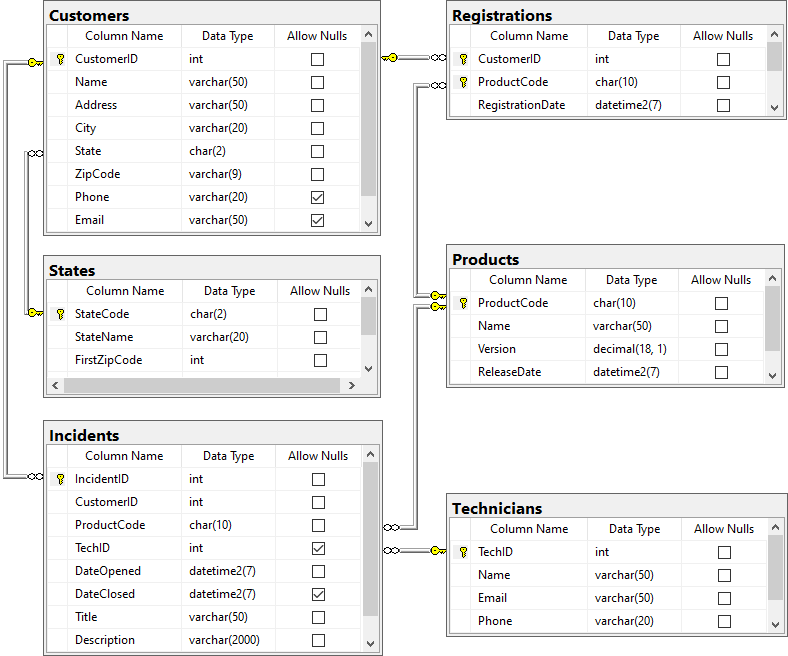 Customers
Column Name Data Type Allow Nulls
CustomerID int
Name varchar(50)
Address varchar(50)
City varchar(20)
State char(2)
ZipCode varchar(9)
Phone varchar(20)
Email varchar(50)
States
Column Name Data Type Allow Nulls
StateCode char(2)
StateName varchar(20)
FirstZipCode int
Incidents
Column Name Data Type Allow Nulls
IncidentID int
CustomerID int
ProductCode char(10)
TechID int
DateOpened datetime2(7)
DateClosed datetime2(7)
Title varchar(50)
Description varchar(2000)
Registrations
Column Name Data Type Allow Nulls
CustomerID int
ProductCode char(10)
RegistrationDate datetime2(7)
Products
Column Name Data Type Allow Nulls
ProductCode char(10)
Name varchar(50)
Version decimal(18, 1)
ReleaseDate datetime2(7)
Technicians
Column Name Data Type Allow Nulls
TechID int
Name varchar(50)
Email varchar(50)
Phone varchar(20)